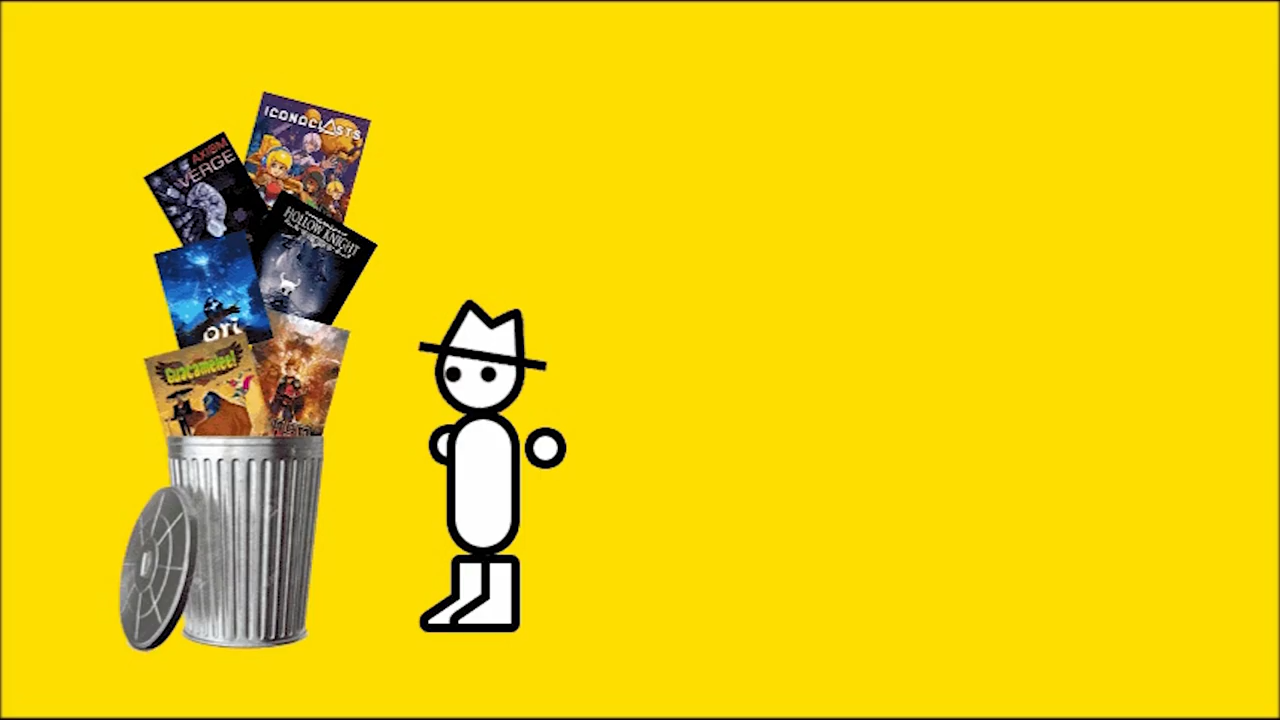 ICONOCLASTS
AXIOM
VERGE
HOLLOW KNIGHT
ori
Guacamelee!